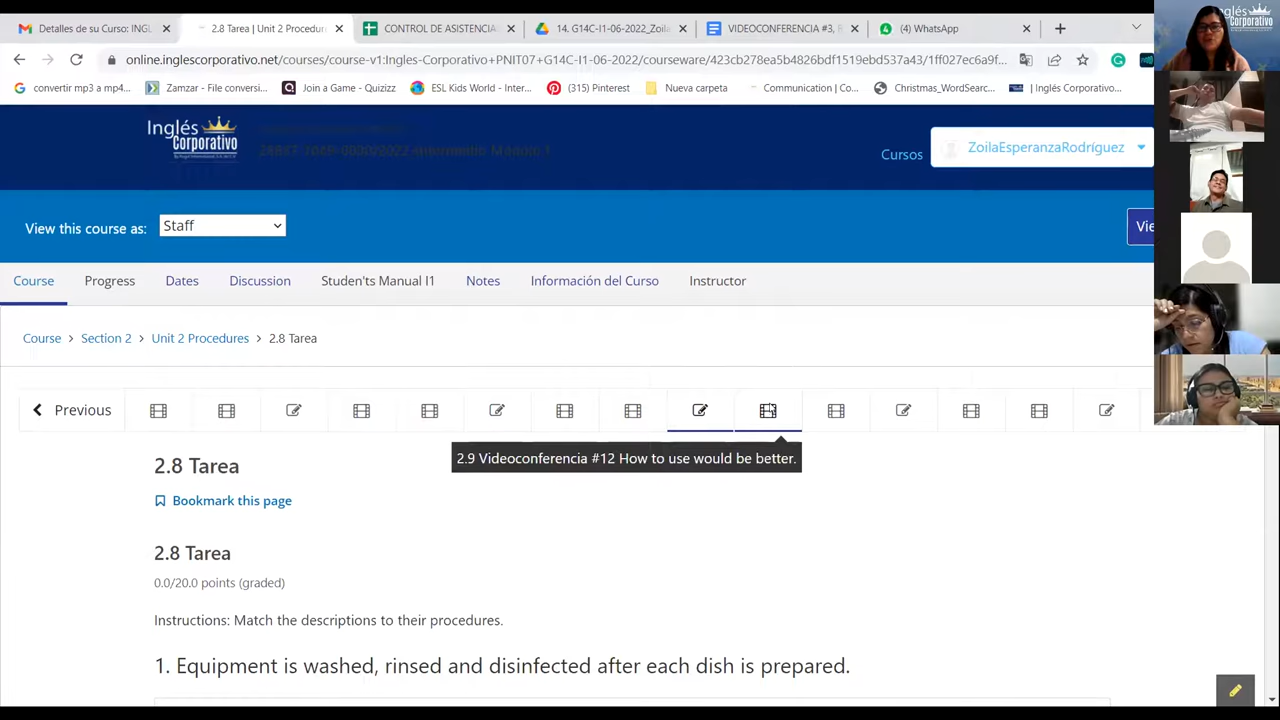 Detalles de su Curso: ING
2.8 Tarea | Unit 2 Procedure
CONTROL DE ASISTENCIA
1.G14C-I1-06-2022_Zoila
VIDEOCONFERENCIA #3, R
(4) WhatsApp
online.inglescorporativo.net/courses/course-v1:Ingles-Corporativo+PNIT07+G14C-I1-06-2022/courseware/423cb278ea5b4826bdf1519ebd537a43/1ff027ec6a9f...
convertir mp3 a mp4...
Zamzar - File conversi...
Join a Game - Quizizz
ESL Kids World - Inter...
(315) Pinterest
Nueva carpeta
Communication | Co...
Christmas_WordSearc...
| Inglés Corporativo...
Inglés
Corporativo
Cursos
ZoilaEsperanzaRodríguez
View this course as:
Staff
Vie
Course
Progress
Dates
Discussion
Studen'ts Manual I1
Notes
Información del Curso
Instructor
Course > Section 2 > Unit 2 Procedures > 2.8 Tarea
Previous
2.9 Videoconferencia #12 How to use would be better.
2.8 Tarea
Bookmark this page
2.8 Tarea
0.0/20.0 points (graded)
Instructions: Match the descriptions to their procedures.
1. Equipment is washed, rinsed and disinfected after each dish is prepared.